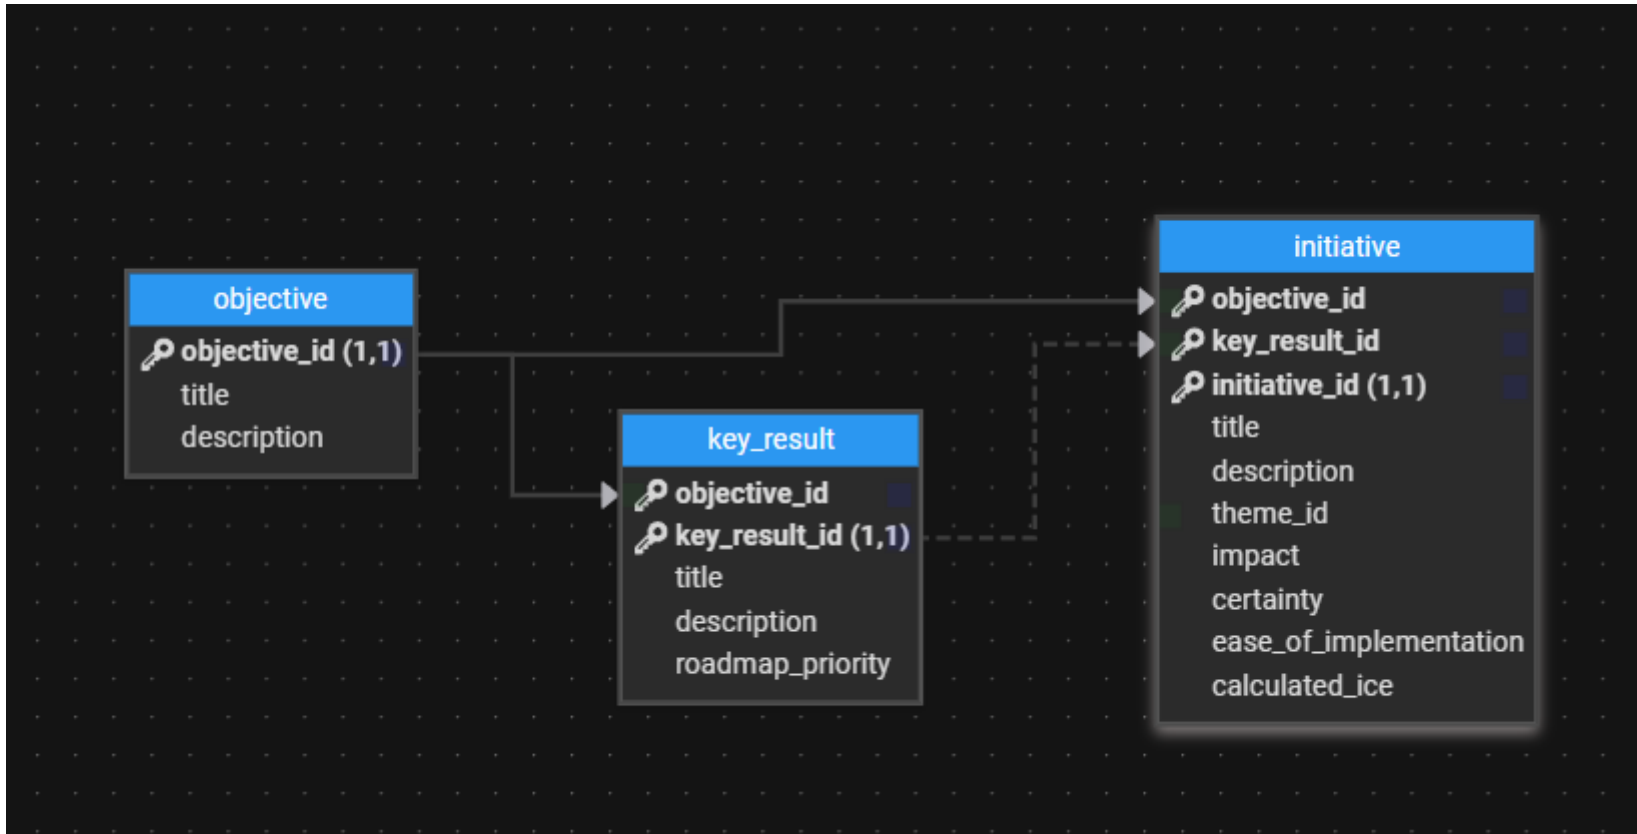 objective
objective_id (1,1)
title
description
key_result
objective_id
key_result_id (1,1)
title
description
roadmap_priority
initiative
objective_id
key_result_id
initiative_id (1,1)
title
description
theme_id
impact
certainty
ease_of_implementation
calculated_ice